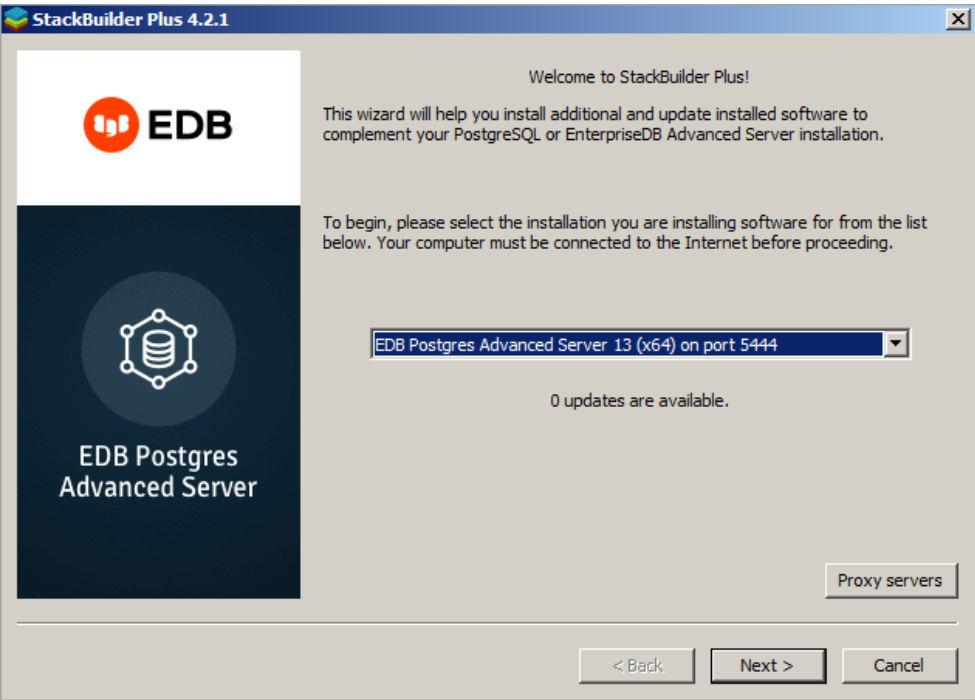 StackBuilder Plus 4.2.1
EDB
EDB Postgres
Advanced Server
Welcome to StackBuilder Plus!
This wizard will help you install additional and update installed software to
complement your PostgreSQL or EnterpriseDB Advanced Server installation.
To begin, please select the installation you are installing software for from the list
below. Your computer must be connected to the Internet before proceeding.
EDB Postgres Advanced Server 13 (x64) on port 5444
0 updates are available.
Proxy servers
< Back
Next >
Cancel